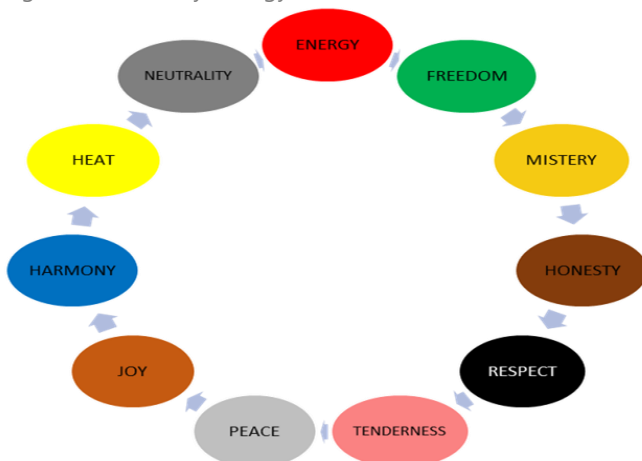 ENERGY
FREEDOM
MISTERY
HONESTY
RESPECT
TENDERNESS
PEACE
JOY
HARMONY
HEAT
NEUTRALITY